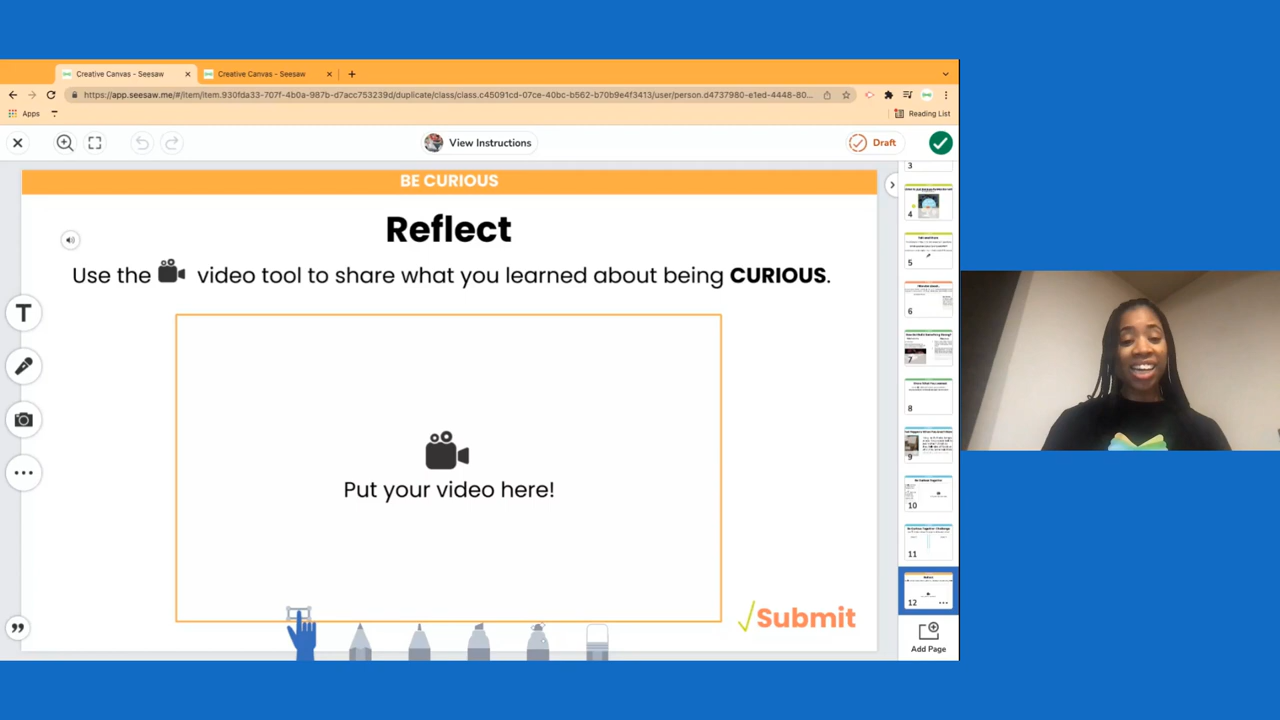 Creative Canvas - Seesaw
Creative Canvas - Seesaw
https://app.seesaw.me/#/item/item.930fda33-707f-4b0a-987b-d7acc753239d/duplicate/class/class.c45091cd-07ce-40bc-b562-b70b9e4f3413/user/person.d4737980-e1ed-4448-80...
Apps
Reading List
View Instructions
Draft
BE CURIOUS
Reflect
Use the video tool to share what you learned about being CURIOUS.
Put your video here!
Submit
T
3
4
5
6
7
8
9
10
11
Reflect
12
Add Page